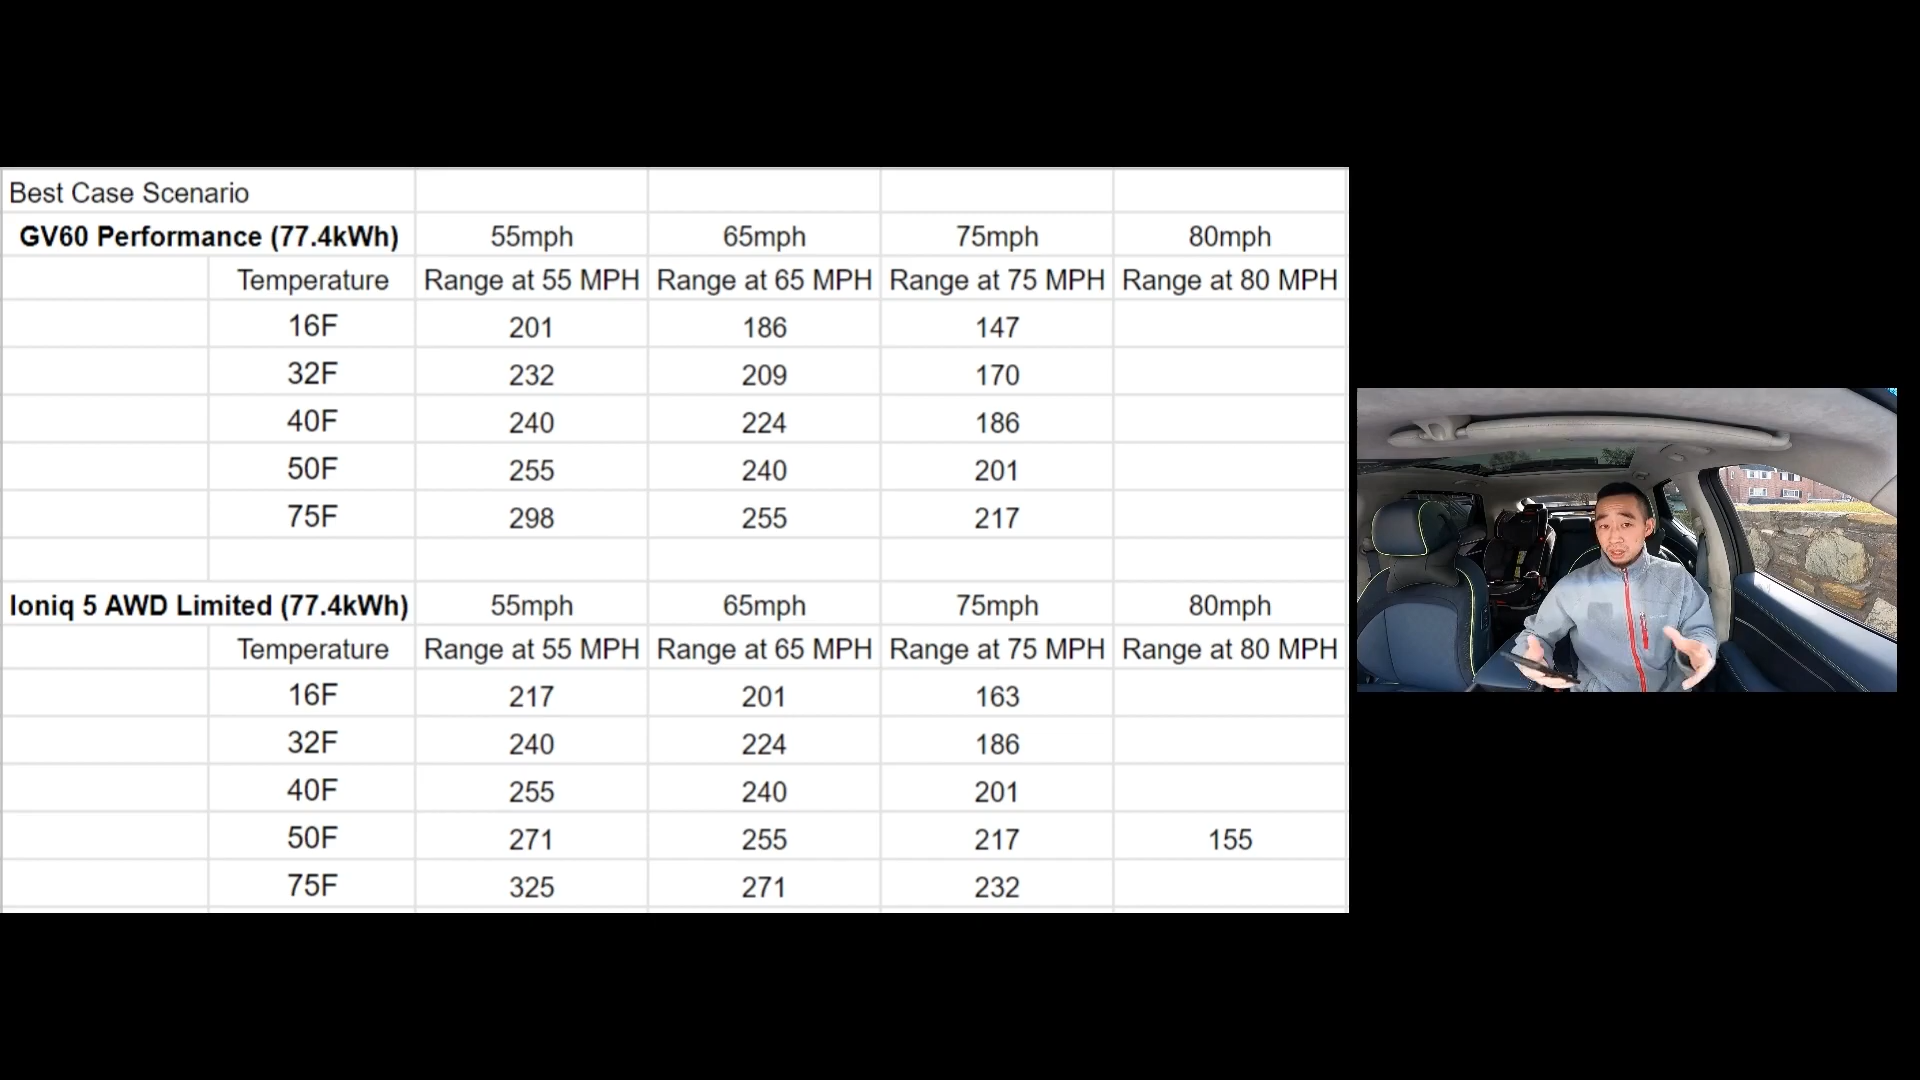 Best Case Scenario
GV60 Performance (77.4kWh) 55mph 65mph 75mph 80mph
Temperature Range at 55 MPH Range at 65 MPH Range at 75 MPH Range at 80 MPH
16F 201 186 147
32F 232 209 170
40F 240 224 186
50F 255 240 201
75F 298 255 217
Ioniq 5 AWD Limited (77.4kWh) 55mph 65mph 75mph 80mph
Temperature Range at 55 MPH Range at 65 MPH Range at 75 MPH Range at 80 MPH
16F 217 201 163
32F 240 224 186
40F 255 240 201
50F 271 255 217 155
75F 325 271 232